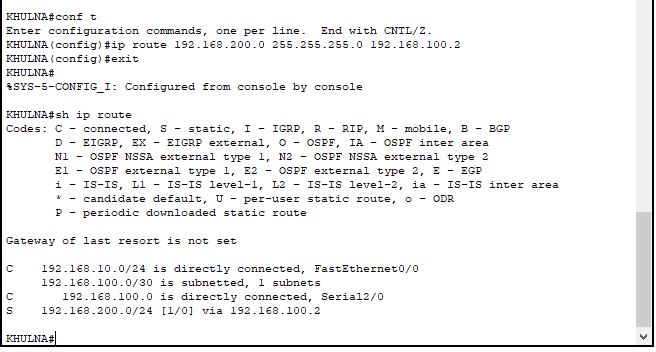 KHULNA#conf t
Enter configuration commands, one per line.  End with CNTL/Z.
KHULNA(config)#ip route 192.168.200.0 255.255.255.0 192.168.100.2
KHULNA(config)#exit
KHULNA#
%SYS-5-CONFIG_I: Configured from console by console
KHULNA#sh ip route
Codes: C - connected, S - static, I - IGRP, R - RIP, M - mobile, B - BGP
       D - EIGRP, EX - EIGRP external, O - OSPF, IA - OSPF inter area
       N1 - OSPF NSSA external type 1, N2 - OSPF NSSA external type 2
       E1 - OSPF external type 1, E2 - OSPF external type 2, E - EGP
       i - IS-IS, L1 - IS-IS level-1, L2 - IS-IS level-2, ia - IS-IS inter area
       * - candidate default, U - per-user static route, o - ODR
       P - periodic downloaded static route
Gateway of last resort is not set
C    192.168.10.0/24 is directly connected, FastEthernet0/0
     192.168.100.0/30 is subnetted, 1 subnets
C       192.168.100.0 is directly connected, Serial2/0
S    192.168.200.0/24 [1/0] via 192.168.100.2
KHULNA#